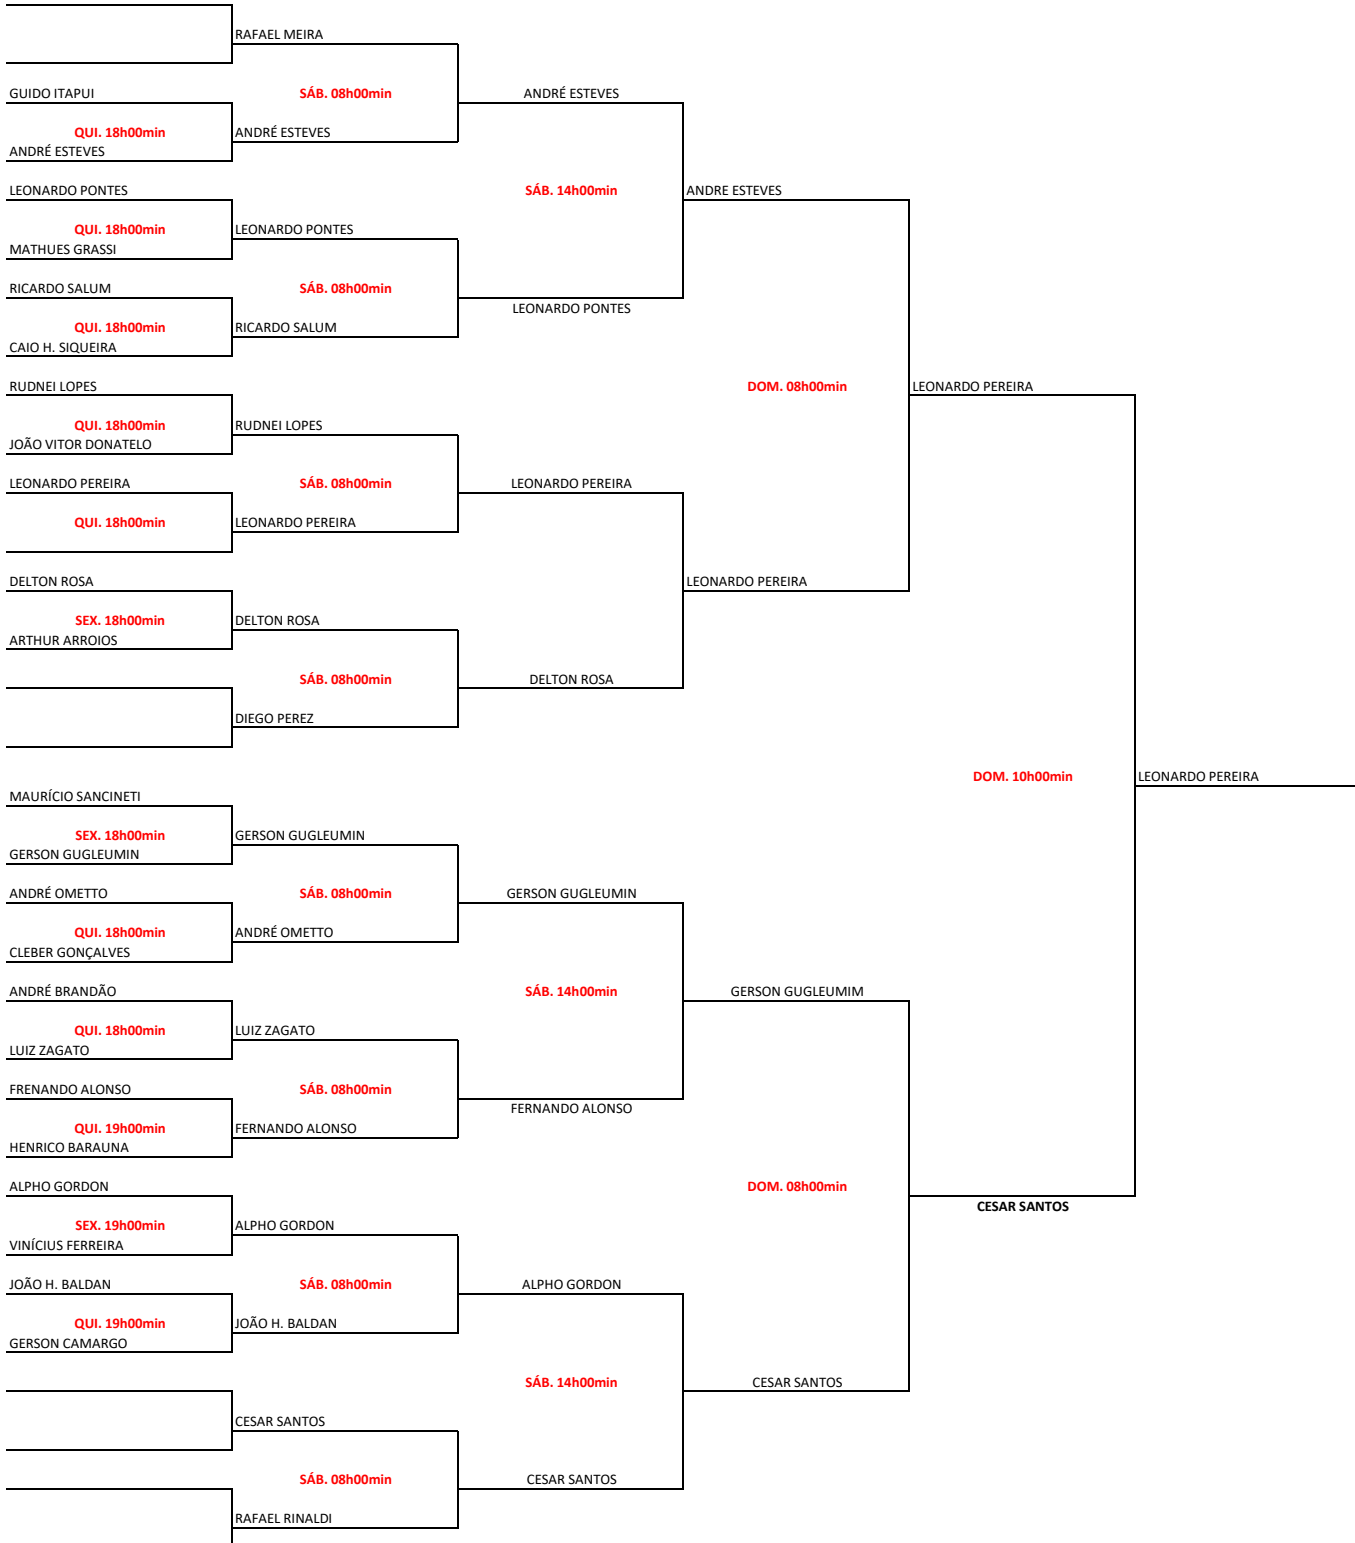 RAFAEL MEIRA
GUIDO ITAPUI
SÁB. 08h00min
ANDRÉ ESTEVES
QUI. 18h00min
ANDRÉ ESTEVES
ANDRÉ ESTEVES
LEONARDO PONTES
SÁB. 14h00min
ANDRE ESTEVES
QUI. 18h00min
LEONARDO PONTES
MATHUES GRASSI
RICARDO SALUM
SÁB. 08h00min
LEONARDO PONTES
QUI. 18h00min
RICARDO SALUM
CAIO H. SIQUEIRA
RUDNEI LOPES
DOM. 08h00min
LEONARDO PEREIRA
QUI. 18h00min
RUDNEI LOPES
JOÃO VITOR DONATELO
LEONARDO PEREIRA
SÁB. 08h00min
LEONARDO PEREIRA
QUI. 18h00min
LEONARDO PEREIRA
DELTON ROSA
LEONARDO PEREIRA
SEX. 18h00min
DELTON ROSA
ARTHUR ARROIOS
SÁB. 08h00min
DELTON ROSA
DIEGO PEREZ
DOM. 10h00min
LEONARDO PEREIRA
MAURÍCIO SANCINETI
SEX. 18h00min
GERSON GUGLEUMIN
GERSON GUGLEUMIN
ANDRÉ OMETTO
SÁB. 08h00min
GERSON GUGLEUMIN
QUI. 18h00min
ANDRÉ OMETTO
CLEBER GONÇALVES
ANDRÉ BRANDÃO
SÁB. 14h00min
GERSON GUGLEUMIM
QUI. 18h00min
LUIZ ZAGATO
LUIZ ZAGATO
FRENANDO ALONSO
SÁB. 08h00min
FERNANDO ALONSO
QUI. 19h00min
FERNANDO ALONSO
HENRICO BARAUNA
ALPHO GORDON
DOM. 08h00min
CESAR SANTOS
SEX. 19h00min
ALPHO GORDON
VINÍCIUS FERREIRA
JOÃO H. BALDAN
SÁB. 08h00min
ALPHO GORDON
QUI. 19h00min
JOÃO H. BALDAN
GERSON CAMARGO
SÁB. 14h00min
CESAR SANTOS
CESAR SANTOS
SÁB. 08h00min
CESAR SANTOS
RAFAEL RINALDI